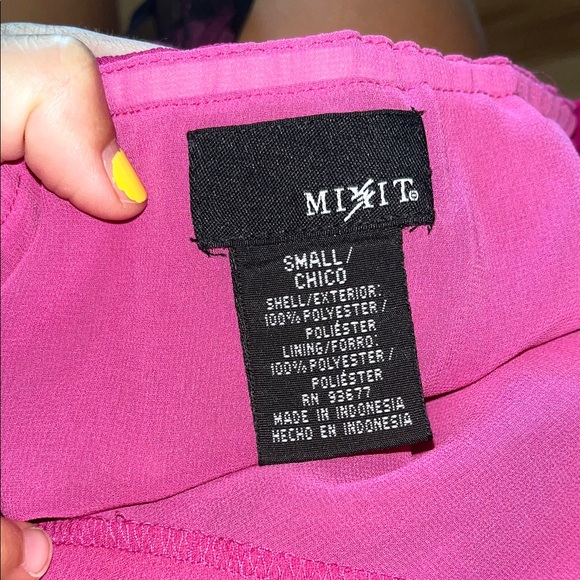 MIXIT
SMALL/
CHICO
SHELL/EXTERIOR:
100% POLYESTER/
POLIÉSTER
LINING/FORRO:
100% POLYESTER/
POLIÉSTER
RN 93677
MADE IN INDONESIA
HECHO EN INDONESIA